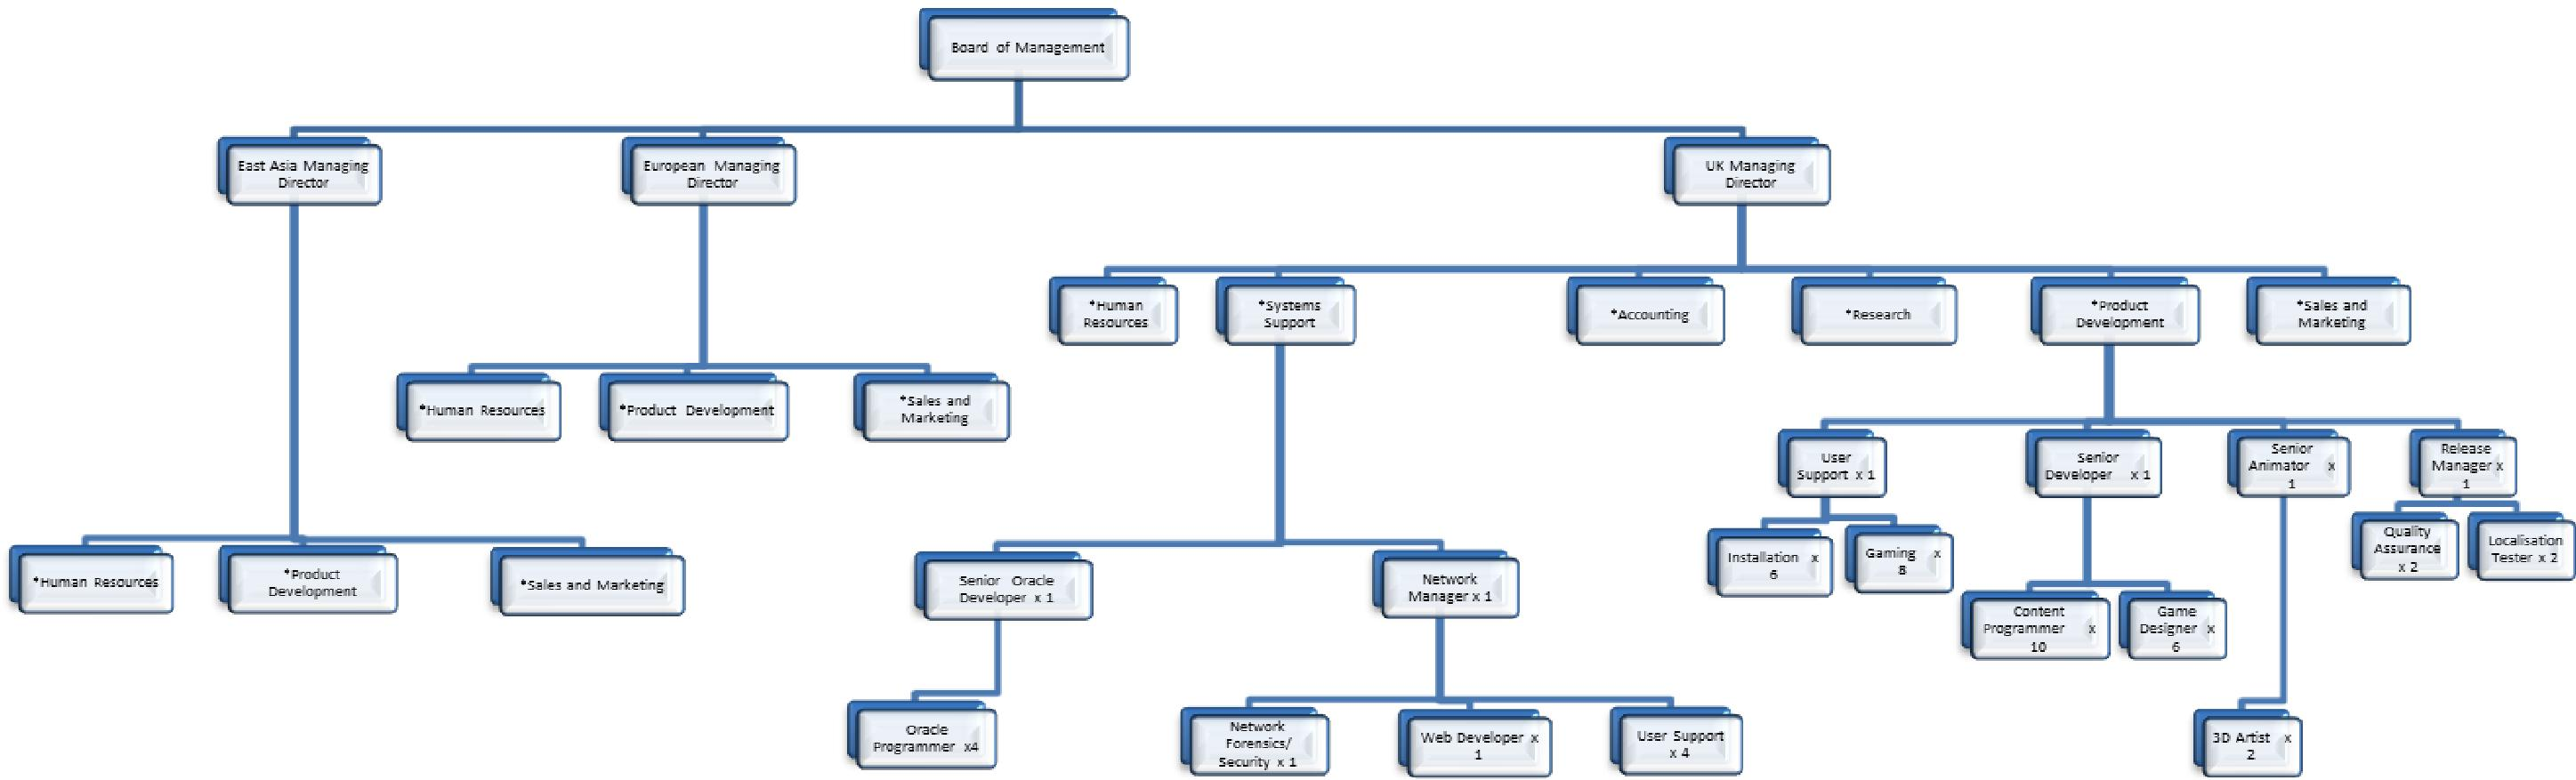 Board of Management
East Asia Managing
Director
European Managing
Director
UK Managing
Director
*Human
Resources
*Systems
Support
*Accounting
*Research
*Product
Development
*Sales and
Marketing
*Human Resources
*Product Development
*Sales and
Marketing
User
Support x 1
Senior
Developer x 1
Senior
Animator x
1
Release
Manager x
1
Installation x
6
Gaming x
8
Quality
Assurance
x 2
Localisation
Tester x 2
*Human Resources
*Product
Development
*Sales and Marketing
Senior Oracle
Developer x 1
Network
Manager x 1
Content
Programmer x
10
Game
Designer x
6
Oracle
Programmer x4
Network
Forensics/
Security x 1
Web Developer x
1
User Support
x 4
3D Artist x
2